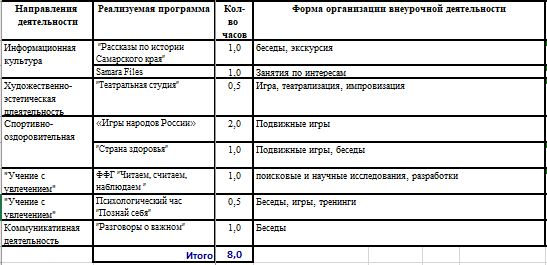 Направления деятельности Реализуемая программа Кол-во часов Форма организации внеурочной деятельности
Информационная культура "Рассказы по истории Самарского края" 1,0 беседы, экскурсия
Samara Files 1,0 Занятия по интересам
Художественно-эстетическая дпеятельность "Театральная студия" 0,5 Игра, театрализация, импровизация
Спортивно-оздоровительная «Игры народов России» 2,0 Подвижные игры
"Страна здоровья" 1,0 Подвижные игры, беседы
"Учение с увлечением" ФФГ "Читаем, считаем, наблюдаем " 1,0 поисковые и научные исследования, разработки
"Учение с увлечением" Психологический час "Познай себя" 0,5 Беседы, игры, тренинги
Коммуникативная деятельность "Разговоры о важном" 1,0 Беседы
Итого 8,0